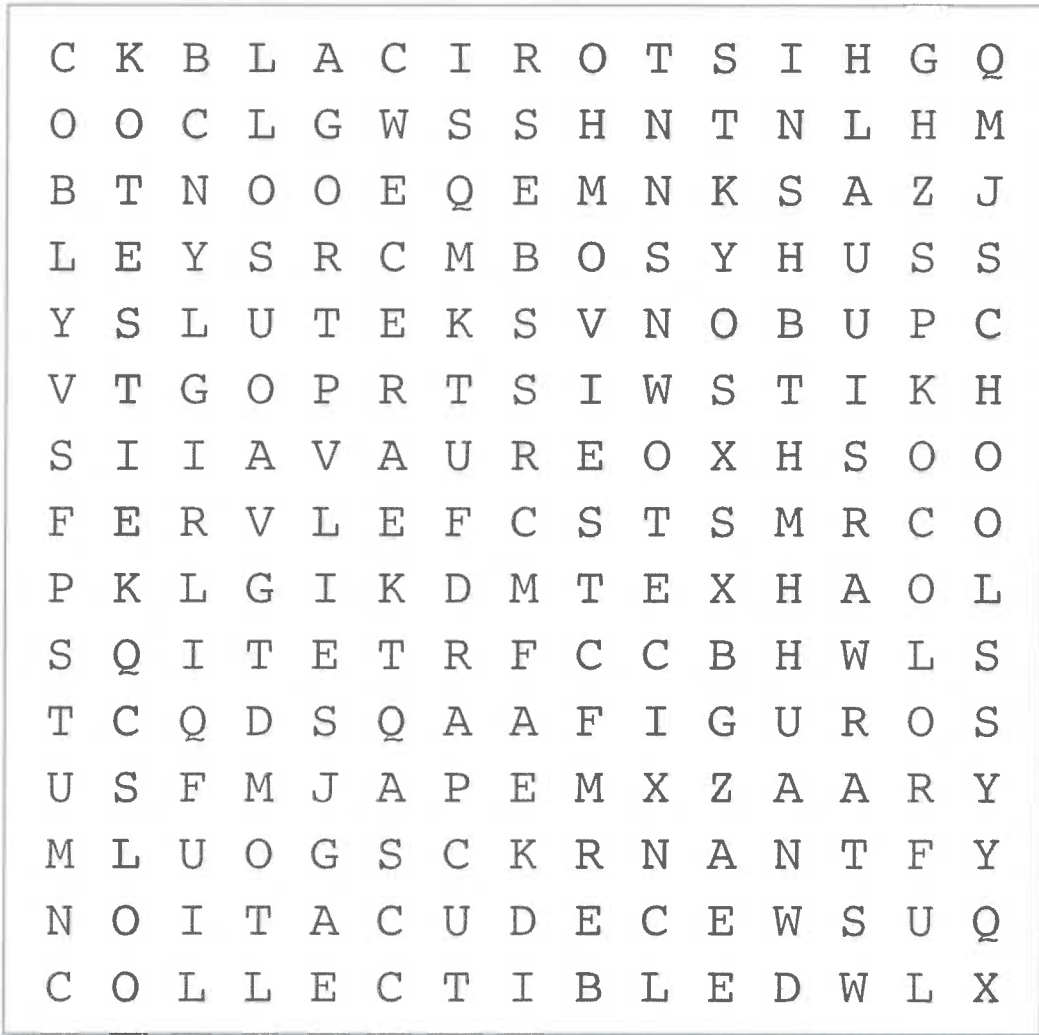 C K B L A C I R O T S I H G Q
O O C L G W S S H N T N L H M
B T N O O E Q E M N K S A Z J
L E Y S R C M B O S Y H U S S
Y S L U T E K S V N O B U P C
V T G O P R T S I W S T I K H
S I I A V A U R E O X H S O O
F E R V L E F C S T S M R C O
P K L G I K D M T E X H A O L
S Q I T E T R F C C B H W L S
T C Q D S Q A A F I G U R O S
U S F M J A P E M X Z A A R Y
M L U O G S C K R N A N T F Y
N O I T A C U D E C E W S U Q
C O L L E C T I B L E D W L X